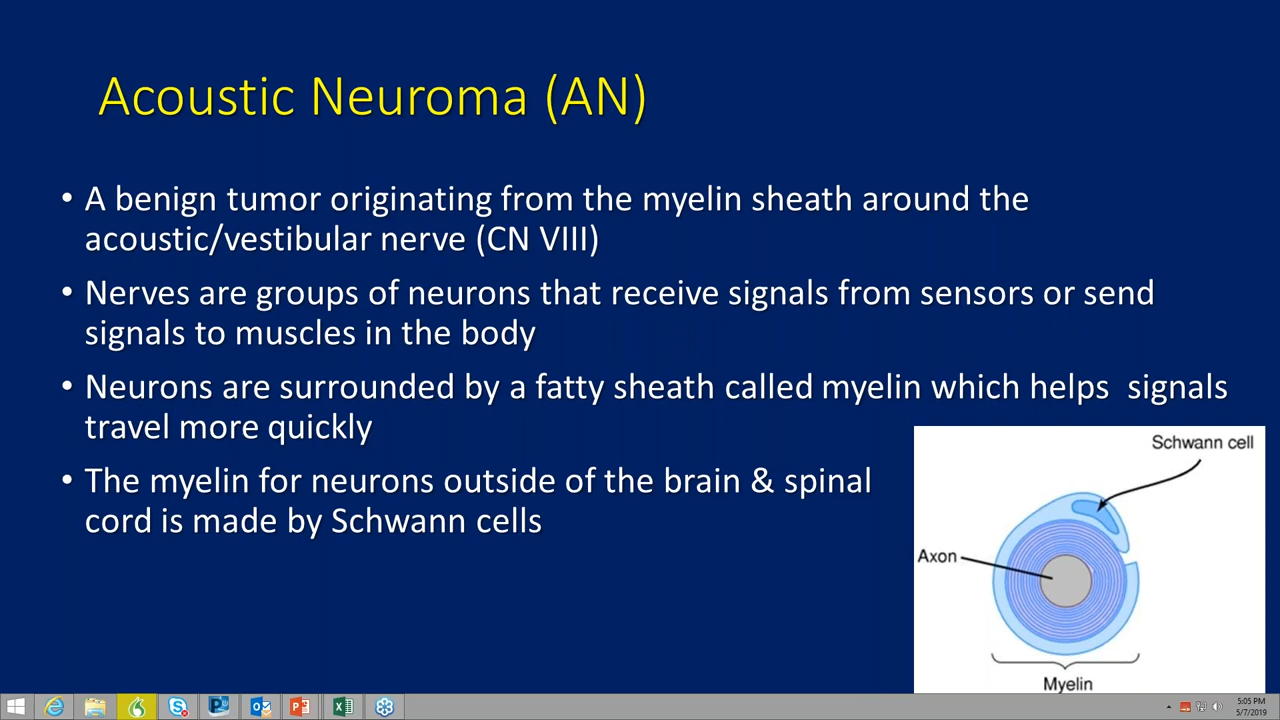 Acoustic Neuroma (AN)
• A benign tumor originating from the myelin sheath around the
acoustic/vestibular nerve (CN VIII)
• Nerves are groups of neurons that receive signals from sensors or send
signals to muscles in the body
• Neurons are surrounded by a fatty sheath called myelin which helps  signals
travel more quickly
• The myelin for neurons outside of the brain & spinal
cord is made by Schwann cells
Schwann cell
Axon
Myelin
5:05 PM
5/7/2019